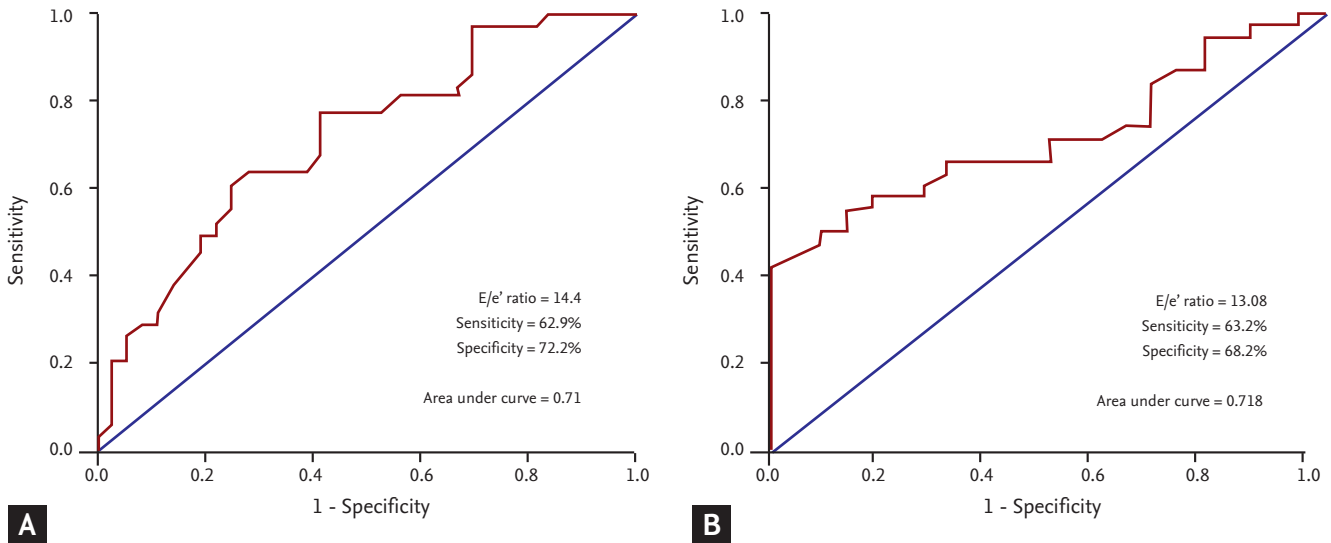 1.0
0.8
0.6
0.4
0.2
0.0
Sensitivity
0.0 0.2 0.4 0.6 0.8 1.0
1 - Specificity
E/e' ratio = 14.4
Sensiticity = 62.9%
Specificity = 72.2%
Area under curve = 0.71
A
1.0
0.8
0.6
0.4
0.2
0.0
Sensitivity
0.0 0.2 0.4 0.6 0.8 1.0
1 - Specificity
E/e' ratio = 13.08
Sensitivity = 63.2%
Specificity = 68.2%
Area under curve = 0.718
B